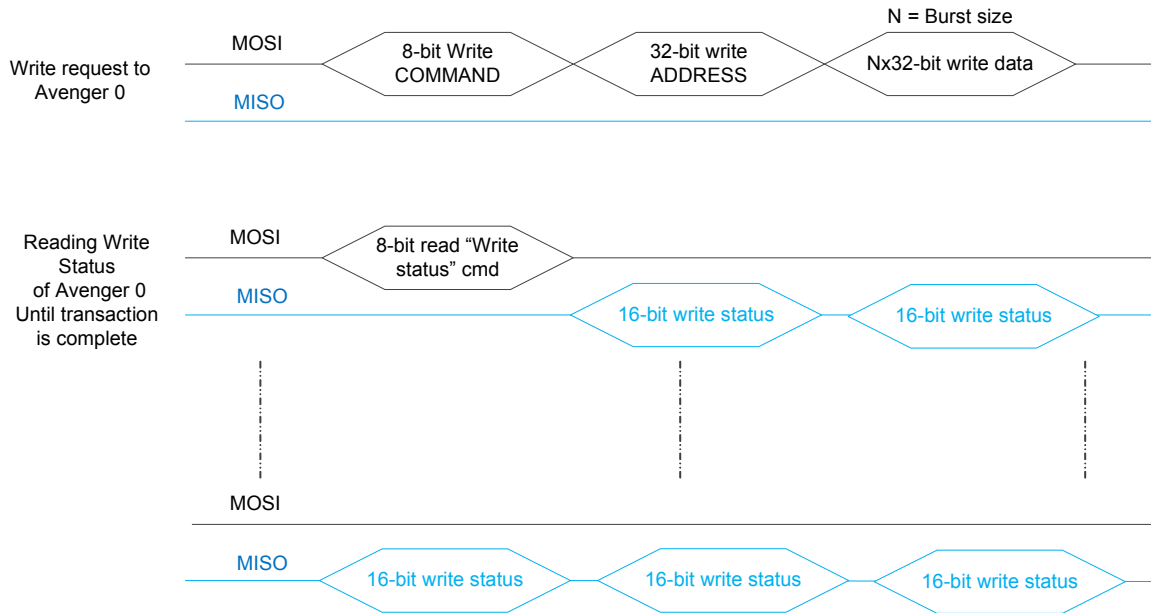 N = Burst size
Write request to
Avenger 0
MOSI
8-bit Write
COMMAND
32-bit write
ADDRESS
Nx32-bit write data
MISO
Reading Write
Status
of Avenger 0
Until transaction
is complete
MOSI
8-bit read “Write
status” cmd
MISO
16-bit write status
16-bit write status
MOSI
MISO
16-bit write status
16-bit write status
16-bit write status